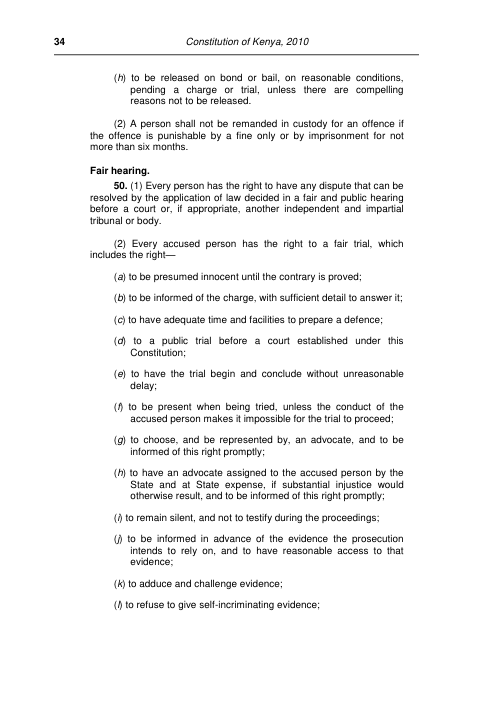 34 Constitution of Kenya, 2010
(h) to be released on bond or bail, on reasonable conditions,
pending a charge or trial, unless there are compelling
reasons not to be released.
(2) A person shall not be remanded in custody for an offence if
the offence is punishable by a fine only or by imprisonment for not
more than six months.
Fair hearing.
50. (1) Every person has the right to have any dispute that can be
resolved by the application of law decided in a fair and public hearing
before a court or, if appropriate, another independent and impartial
tribunal or body.
(2) Every accused person has the right to a fair trial, which
includes the right—
(a) to be presumed innocent until the contrary is proved;
(b) to be informed of the charge, with sufficient detail to answer it;
(c) to have adequate time and facilities to prepare a defence;
(d) to a public trial before a court established under this
Constitution;
(e) to have the trial begin and conclude without unreasonable
delay;
(f) to be present when being tried, unless the conduct of the
accused person makes it impossible for the trial to proceed;
(g) to choose, and be represented by, an advocate, and to be
informed of this right promptly;
(h) to have an advocate assigned to the accused person by the
State and at State expense, if substantial injustice would
otherwise result, and to be informed of this right promptly;
(i) to remain silent, and not to testify during the proceedings;
(j) to be informed in advance of the evidence the prosecution
intends to rely on, and to have reasonable access to that
evidence;
(k) to adduce and challenge evidence;
(l) to refuse to give self-incriminating evidence;